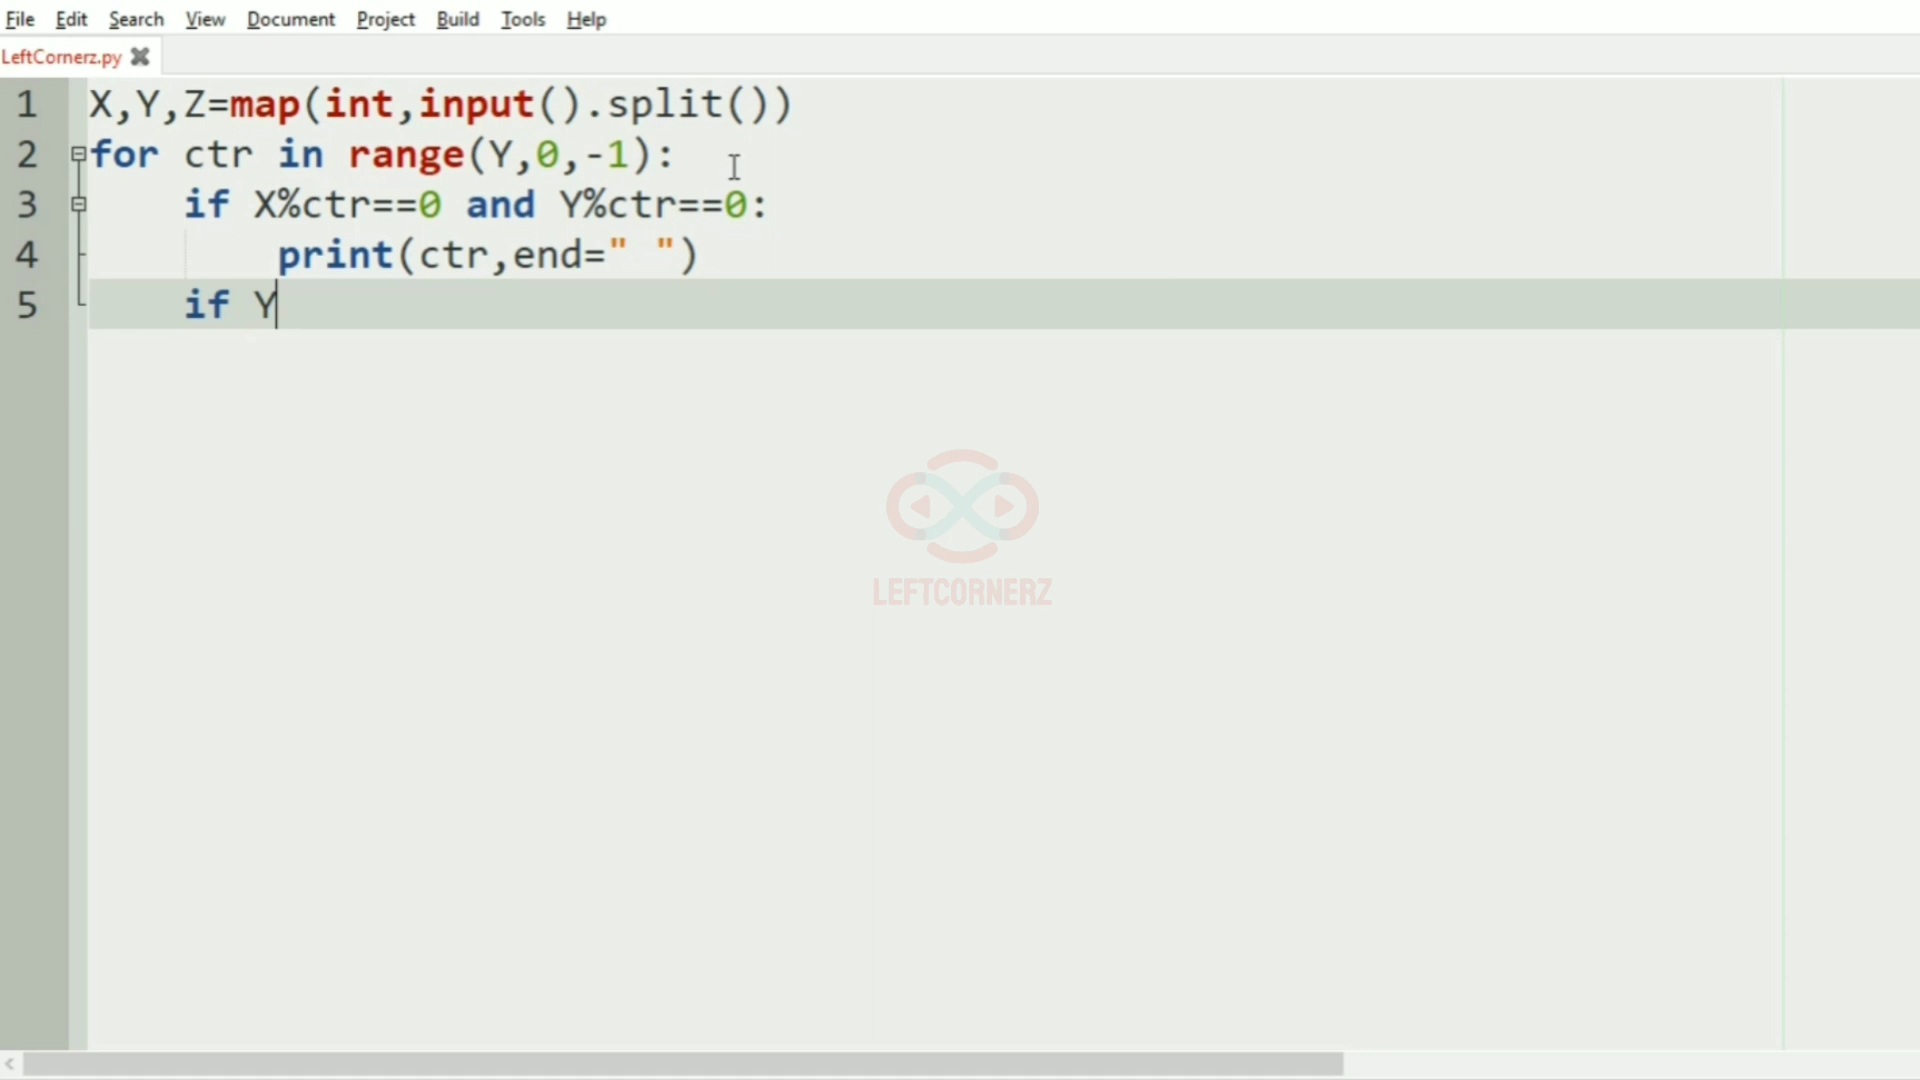 File Edit Search View Document Project Build Tools Help
LeftCornerz.py
1 X,Y,Z=map(int,input().split())
2 for ctr in range(Y,0,-1):
3     if X%ctr==0 and Y%ctr==0:
4         print(ctr,end=" ")
5     if Y
LEFTCORNERZ